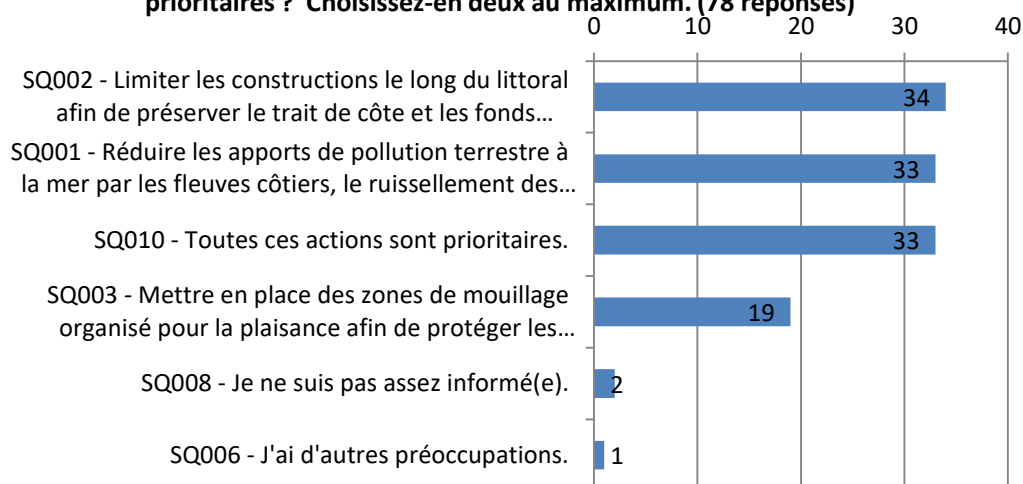 prioritaires ? Choisissez-en deux au maximum. (78 réponses)
0 10 20 30 40
SQ002 - Limiter les constructions le long du littoral
afin de préserver le trait de côte et les fonds…
34
SQ001 - Réduire les apports de pollution terrestre à
la mer par les fleuves côtiers, le ruissellement des…
33
SQ010 - Toutes ces actions sont prioritaires.
33
SQ003 - Mettre en place des zones de mouillage
organisé pour la plaisance afin de protéger les…
19
SQ008 - Je ne suis pas assez informé(e).
2
SQ006 - J'ai d'autres préoccupations.
1